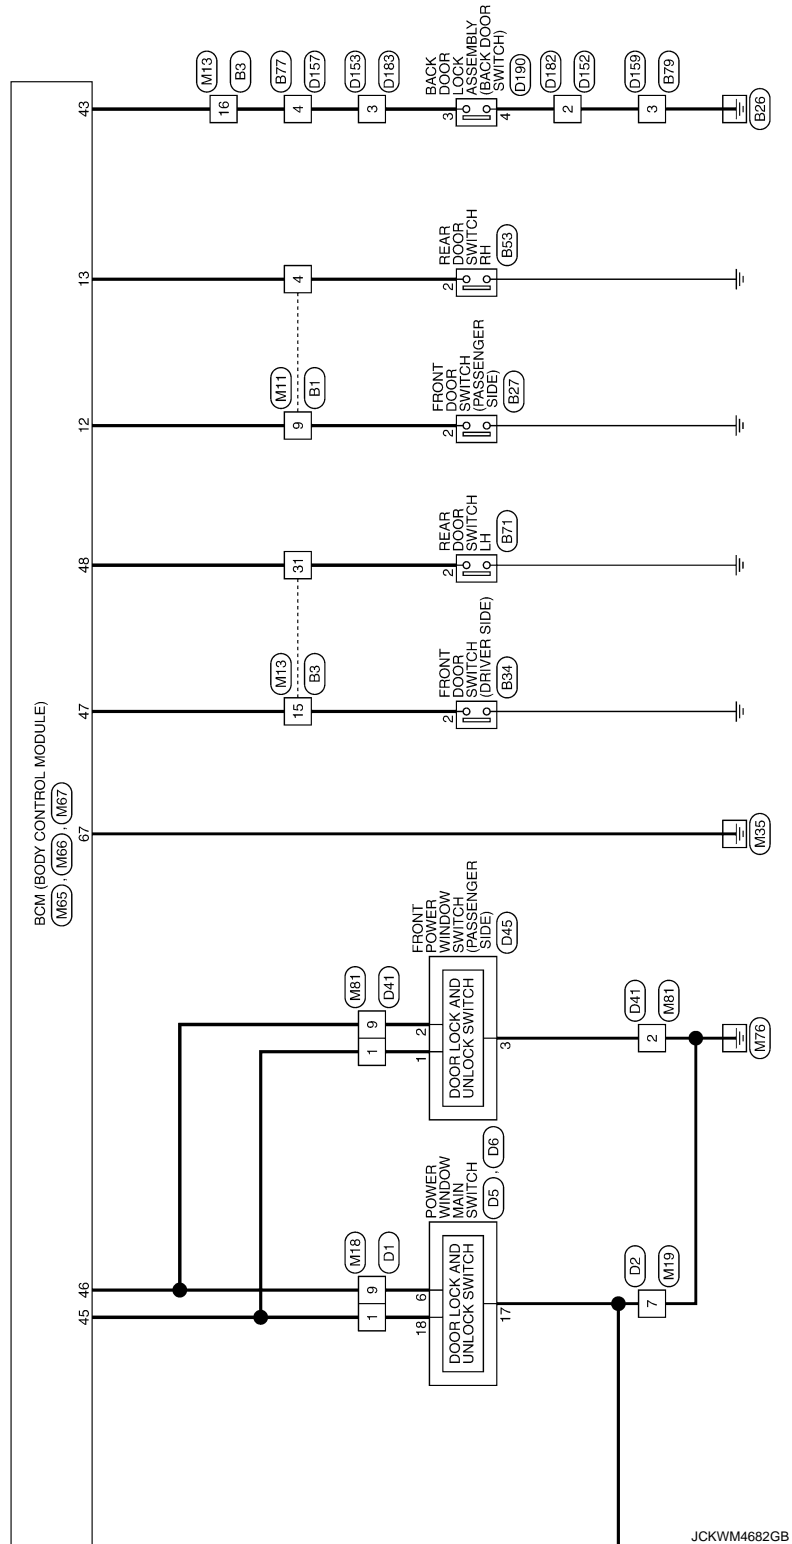 BCM (BODY CONTROL MODULE)
M65 , M66 , M67
45
46
67
47
48
12
13
43
M18
D1
1
9
18
6
DOOR LOCK AND
UNLOCK SWITCH
POWER
WINDOW
MAIN
SWITCH
D5 , D6
17
D2
M19
7
M81
D41
1
9
1
2
DOOR LOCK AND
UNLOCK SWITCH
FRONT
POWER
WINDOW
SWITCH
(PASSENGER
SIDE)
D45
3
D41
M81
2
M76
M35
M13
B3
15
2
FRONT
DOOR
SWITCH
(DRIVER SIDE)
B34
31
2
REAR
DOOR
SWITCH
LH
B71
M11
B1
9
2
FRONT
DOOR
SWITCH
(PASSENGER
SIDE)
B27
4
2
REAR
DOOR
SWITCH
RH
B53
M13
B3
16
B77
D157
4
D153
D183
3
3
BACK
DOOR
LOCK
ASSEMBLY
(BACK DOOR
SWITCH)
D190
4
D182
D152
2
D159
B79
3
B26
JCKWM4682GB